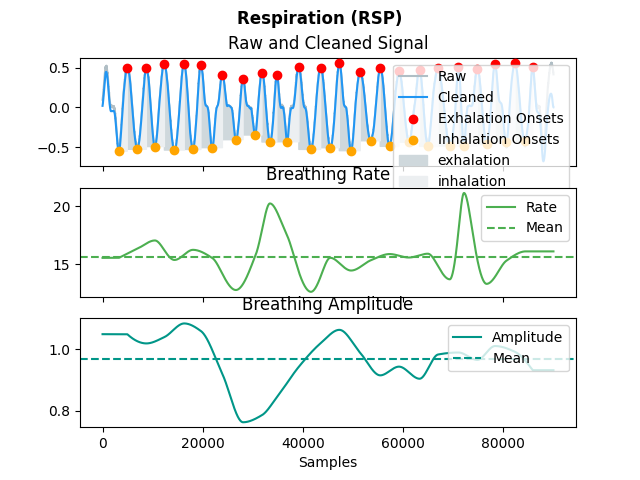 Respiration (RSP)
Raw and Cleaned Signal
0.5
0.0
−0.5
Raw
Cleaned
Exhalation Onsets
Inhalation Onsets
exhalation
inhalation
Breathing Rate
20
15
Rate
Mean
Breathing Amplitude
1.0
0.8
Amplitude
Mean
0
20000
40000
60000
80000
Samples